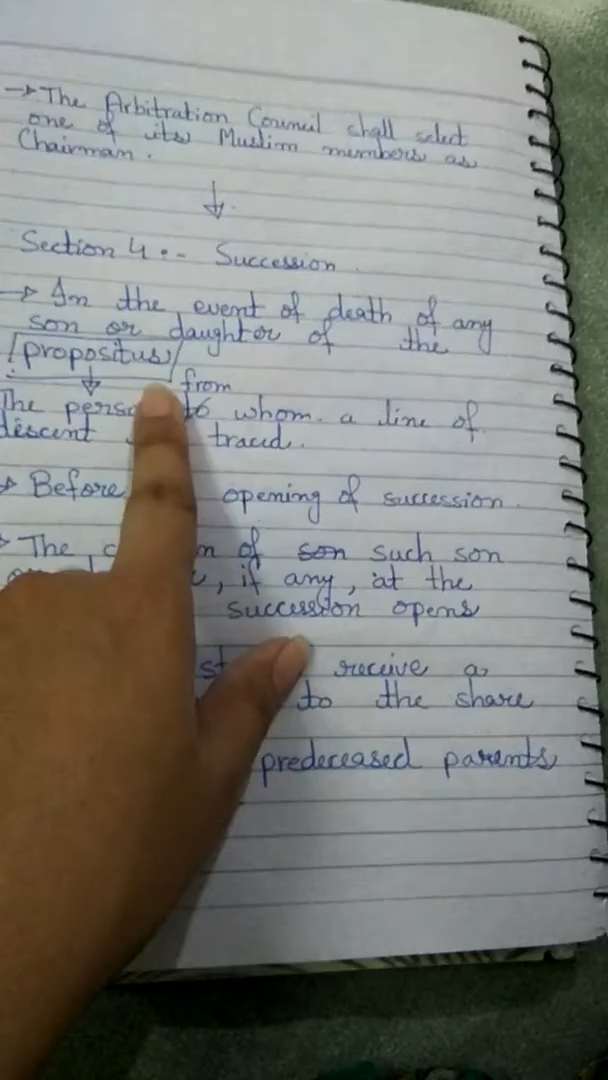 → The Arbitration Council shall select
one of its Muslim members as
Chairman.
↓
Section 4 :- Succession
→ In the event of death of any
son or daughter of the
propositus
↓ from
The to whom a line of
descent traced.
→ Before opening of succession.
→ The of son such son
, if any, at the
succession opens
receive a
to the share
predeceased parents